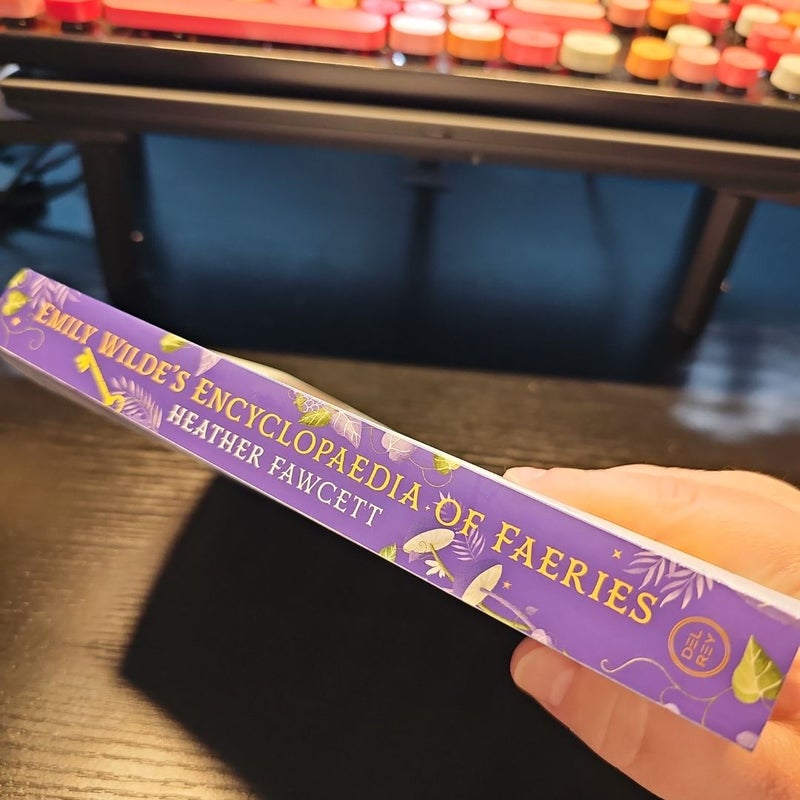 EMILY WILDE'S ENCYCLOPAEDIA OF FAERIES
HEATHER FAWCETT
DEL
REY